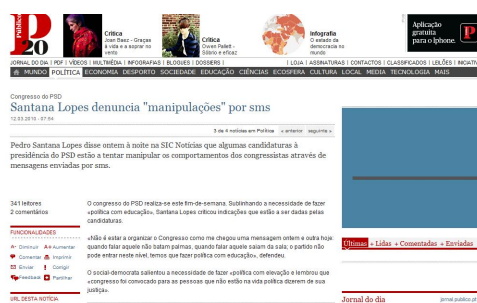 Público
P
20
Crítica
Joan Baez - Graças
à vida e a soprar no
vento
Crítica
Owen Pallett -
Sólido e eficaz
Infografia
O estado da
democracia no
mundo
Aplicação
gratuita
para o Iphone.
JORNAL DO DIA | PDF | VÍDEOS | MULTIMÉDIA | INFOGRAFIAS | BLOGUES | DOSSIERS |
| LOJA | ASSINATURAS | CONTACTOS | CLASSIFICADOS | LEILÕES |
MUNDO POLÍTICA ECONOMIA DESPORTO SOCIEDADE EDUCAÇÃO CIÊNCIAS ECOSFERA CULTURA LOCAL MEDIA TECNOLOGIA MAIS
Congresso do PSD
Santana Lopes denuncia "manipulações" por sms
12.03.2010 - 07:54
3 de 4 notícias em Política « anterior seguinte »
Pedro Santana Lopes disse ontem à noite na SIC Notícias que algumas candidaturas à
presidência do PSD estão a tentar manipular os comportamentos dos congressistas através de
mensagens enviadas por sms.
341 leitores
2 comentários
O congresso do PSD realiza-se este fim-de-semana. Sublinhando a necessidade de fazer
«política com educação», Santana Lopes criticou indicações que estão a ser dadas pelas
candidaturas.
FUNCIONALIDADES
A- Diminuir A+ Aumentar
Comentar Imprimir
Enviar Corrigir
Feedback Partilhar
«Não é estar a organizar o Congresso como me chegou uma mensagem ontem e outra hoje:
quando falar aquele não batam palmas, quando falar aquele saiam da sala; o partido não
pode entrar neste nível, temos que fazer política com educação», defendeu.
O social-democrata salientou a necessidade de fazer «política com elevação e lembrou que
«congresso foi convocado para as pessoas que não estão na vida política dizerem de sua
justiça».
URL DESTA NOTÍCIA
Últimas + Lidas + Comentadas + Enviadas
Jornal do dia
jornal.publico.pt